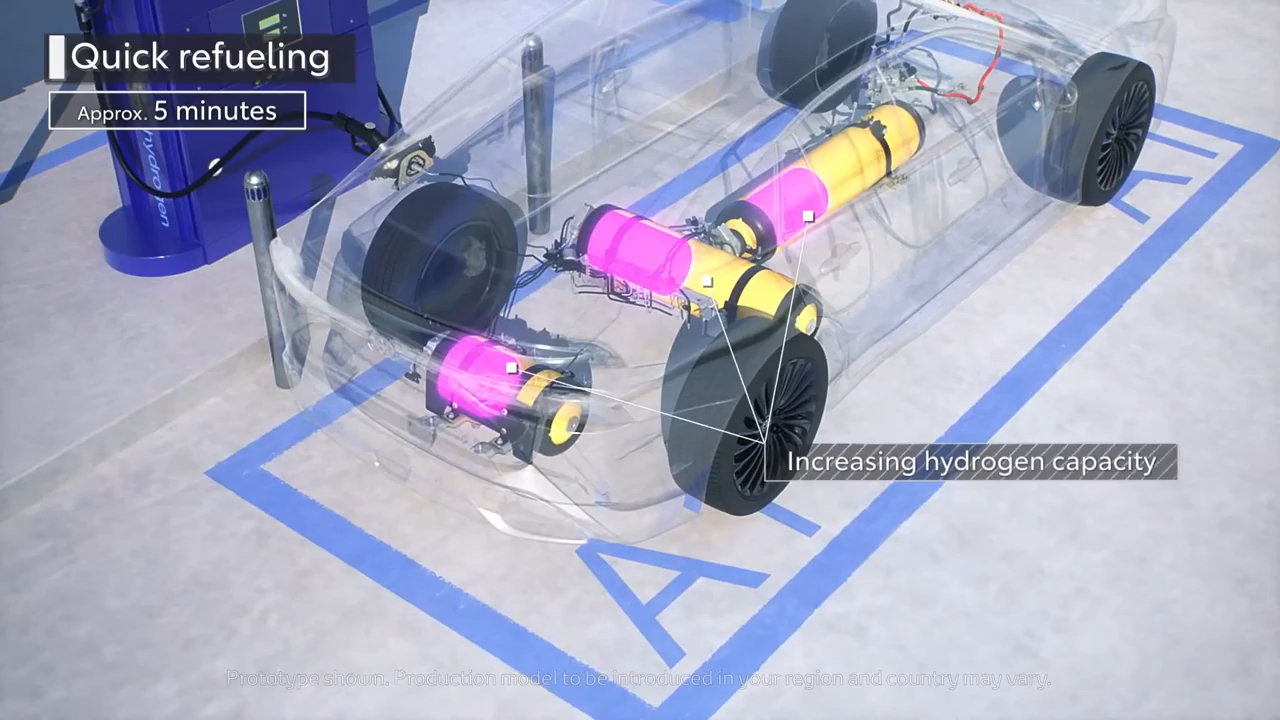 Quick refueling
Approx. 5 minutes
hydrogen
Increasing hydrogen capacity
Prototype shown. Production model to be introduced in your region and country may vary.